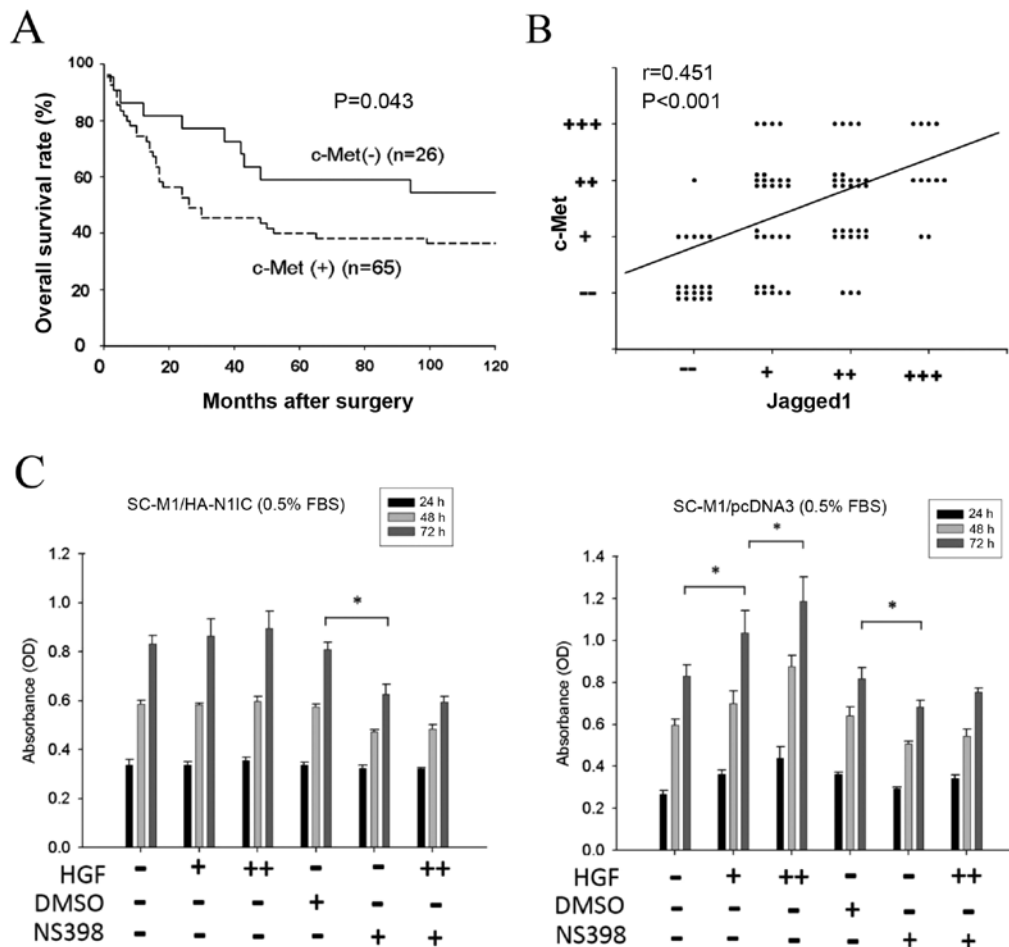 A
Overall survival rate (%)
100
80
60
40
20
0
P=0.043
c-Met(-) (n=26)
c-Met (+) (n=65)
0 20 40 60 80 100 120
Months after surgery
B
r=0.451
P<0.001
c-Met
+++
++
+
--
-- + ++ +++
Jagged1
C
SC-M1/HA-N1IC (0.5% FBS)
24 h
48 h
72 h
Absorbance (OD)
1.2
1.0
0.8
0.6
0.4
0.2
0.0
*
HGF - + ++ - - ++
DMSO - - - + - -
NS398 - - - - + +
SC-M1/pcDNA3 (0.5% FBS)
24 h
48 h
72 h
Absorbance (OD)
1.4
1.2
1.0
0.8
0.6
0.4
0.2
0.0
*
*
*
HGF - + ++ - - ++
DMSO - - - + - -
NS398 - - - - + +